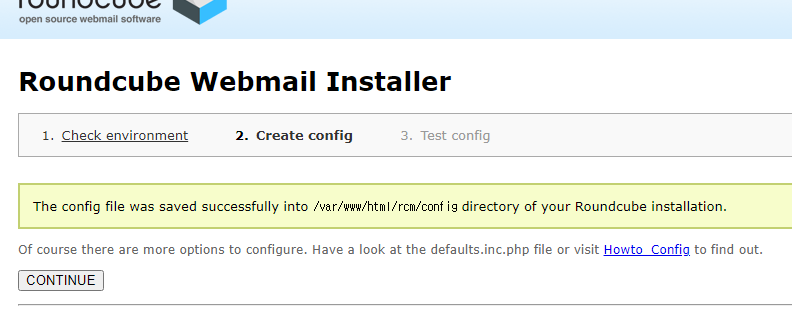 roundcube
open source webmail software
Roundcube Webmail Installer
1. Check environment 2. Create config 3. Test config
The config file was saved successfully into /var/www/html/rcm/config directory of your Roundcube installation.
Of course there are more options to configure. Have a look at the defaults.inc.php file or visit Howto_Config to find out.
CONTINUE